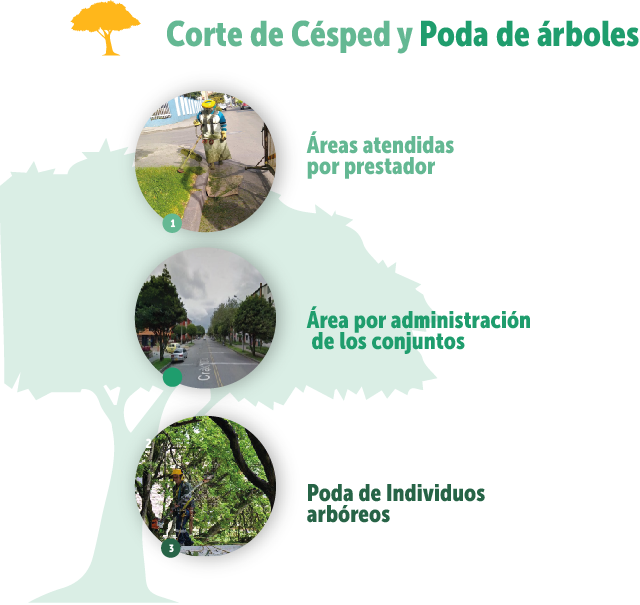 Corte de Césped y Poda de árboles
Áreas atendidas
por prestador
1
Área por administración
de los conjuntos
Poda de Individuos
arbóreos
3